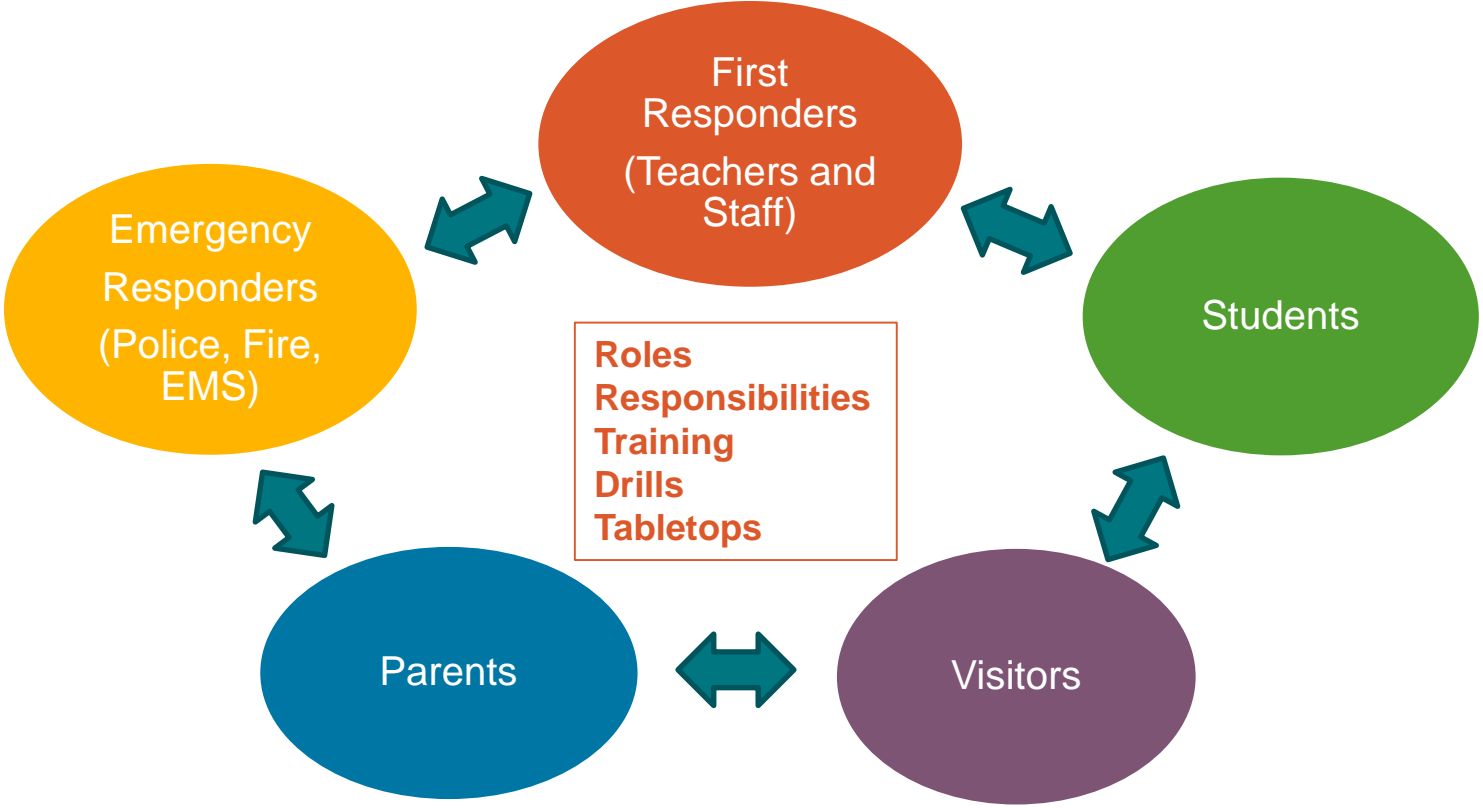 First
Responders
(Teachers and
Staff)
Emergency
Responders
(Police, Fire,
EMS)
Students
Roles
Responsibilities
Training
Drills
Tabletops
Parents
Visitors